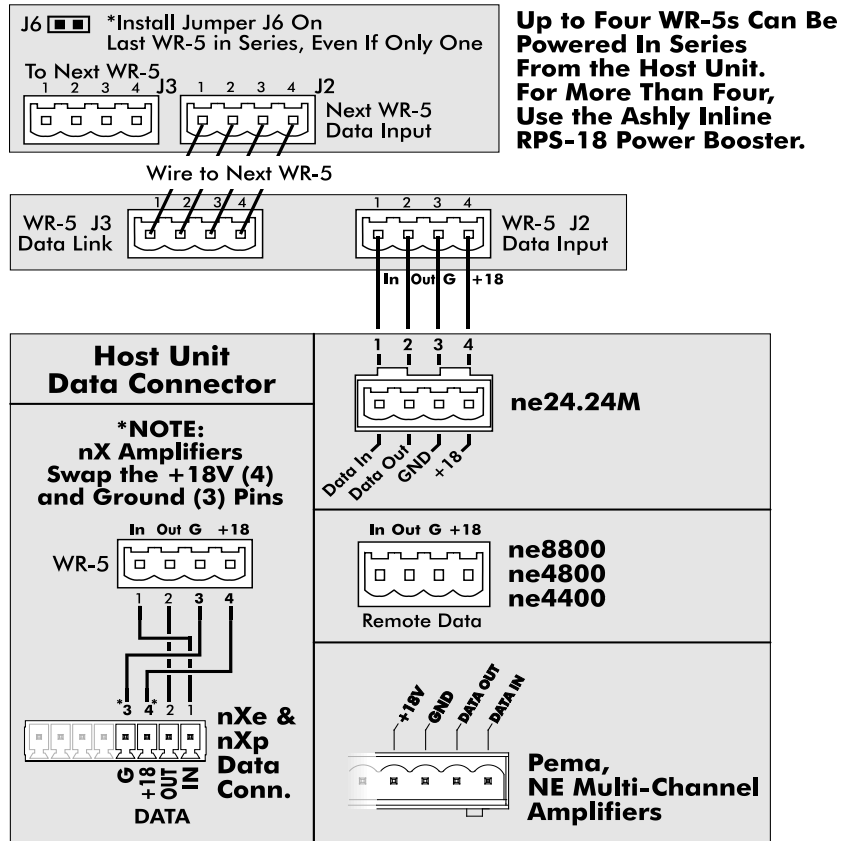 J6 *Install Jumper J6 On
Last WR-5 in Series, Even If Only One
To Next WR-5
1 2 3 4 J3
1 2 3 4 J2
Next WR-5
Data Input
Up to Four WR-5s Can Be
Powered In Series
From the Host Unit.
For More Than Four,
Use the Ashly Inline
RPS-18 Power Booster.
Wire to Next WR-5
WR-5 J3
Data Link
1 2 3 4
1 2 3 4
WR-5 J2
Data Input
In Out G +18
Host Unit
Data Connector
*NOTE:
nX Amplifiers
Swap the +18V (4)
and Ground (3) Pins
In Out G +18
WR-5
1 2 3 4
*3 4* 2 1
G +18 OUT IN
DATA
nXe &
nXp
Data
Conn.
1 2 3 4
ne24.24M
Data In
Data Out
GND
+18
In Out G +18
Remote Data
ne8800
ne4800
ne4400
+18V
GND
DATA OUT
DATA IN
Pema,
NE Multi-Channel
Amplifiers